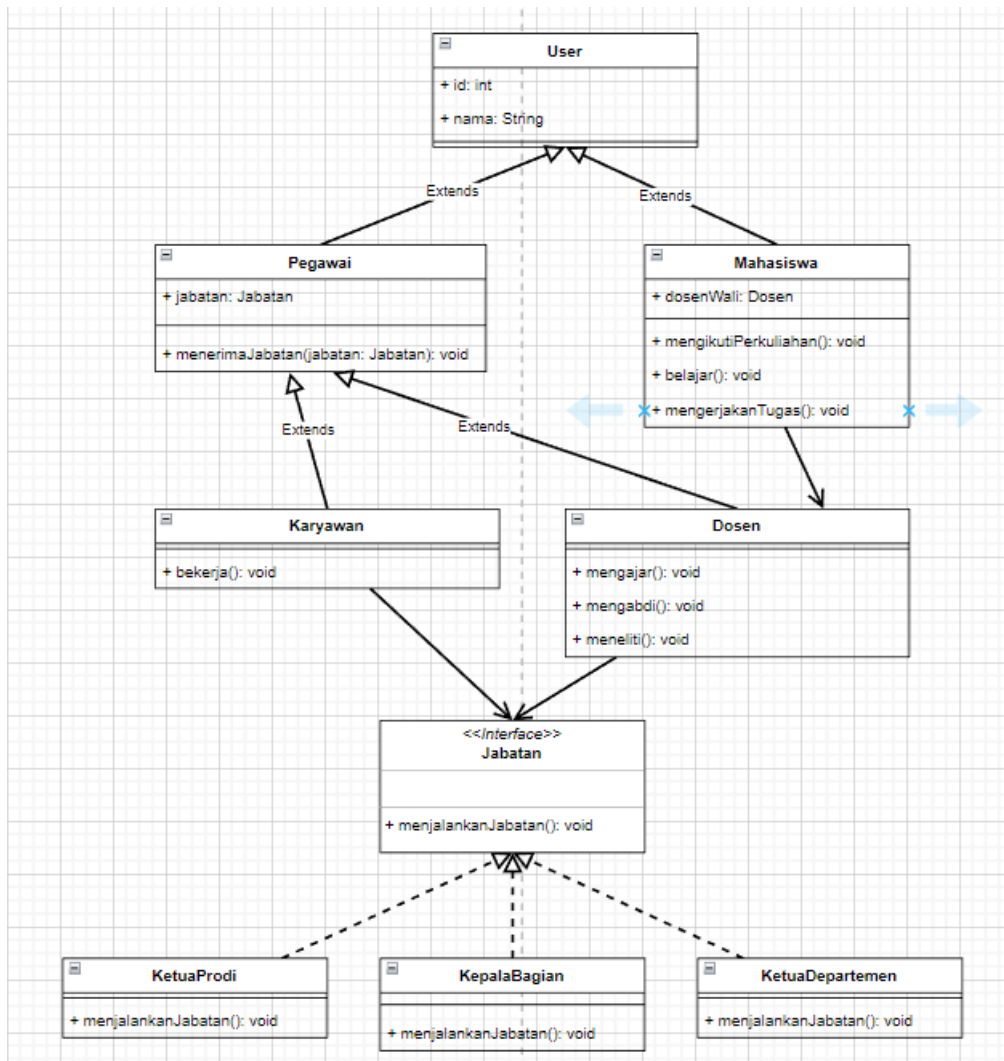 User
+ id: int
+ nama: String
Extends
Extends
Pegawai
+ jabatan: Jabatan
+ menerimaJabatan(jabatan: Jabatan): void
Mahasiswa
+ dosenWali: Dosen
+ mengikutiPerkuliahan(): void
+ belajar(): void
+ mengerjakanTugas(): void
Extends
Extends
Karyawan
+ bekerja(): void
Dosen
+ mengajar(): void
+ mengabdi(): void
+ meneliti(): void
<<Interface>>
Jabatan
+ menjalankanJabatan(): void
KetuaProdi
+ menjalankanJabatan(): void
KepalaBagian
+ menjalankanJabatan(): void
KetuaDepartemen
+ menjalankanJabatan(): void